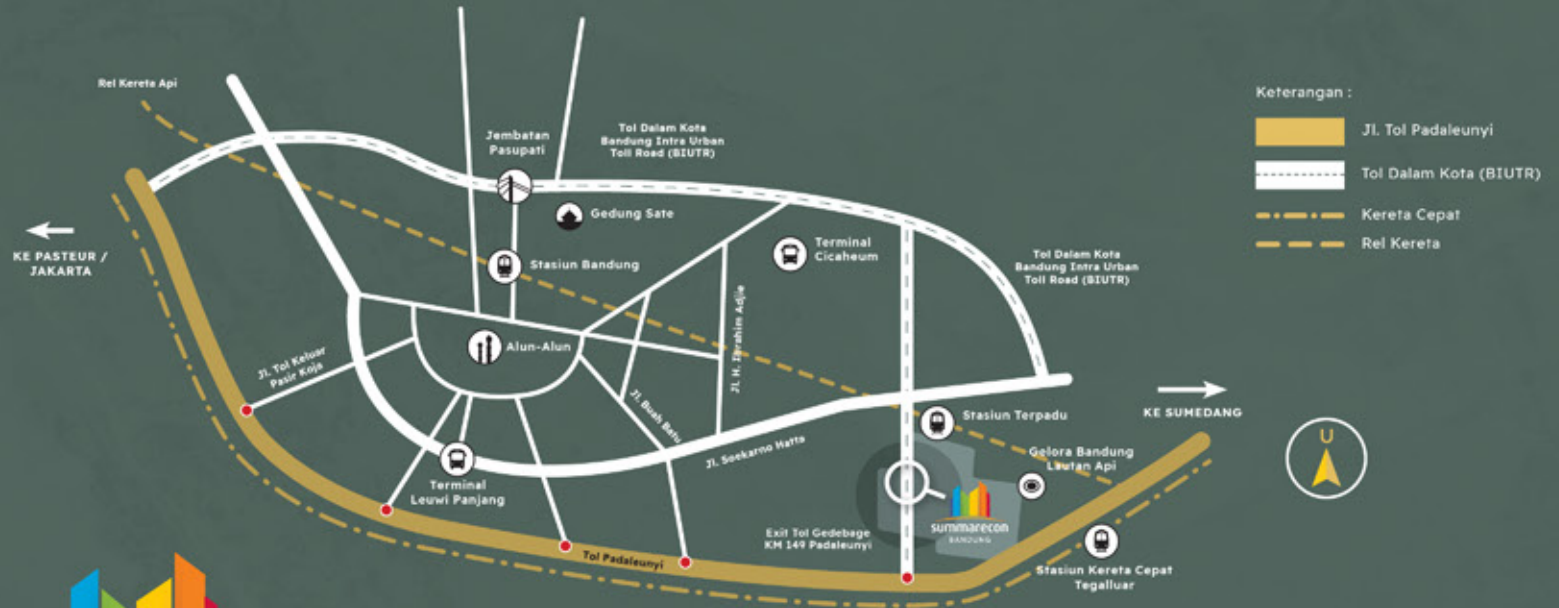 Rel Kereta Api
Jembatan
Pasupati
Tol Dalam Kota
Bandung Intra Urban
Toll Road (BIUTR)
Keterangan :
Jl. Tol Padaleunyi
Tol Dalam Kota (BIUTR)
Kereta Cepat
Rel Kereta
KE PASTEUR /
JAKARTA
Gedung Sate
Stasiun Bandung
Terminal
Cicaheum
Tol Dalam Kota
Bandung Intra Urban
Toll Road (BIUTR)
Alun-Alun
Jl. H. Ibrahim Adjie
Jl. Tol Keluar
Pasir Koja
Jl. Buah Batu
Jl. Soekarno Hatta
KE SUMEDANG
Stasiun Terpadu
Gelora Bandung
Lautan Api
U
Terminal
Leuwi Panjang
summarecon
BANDUNG
Exit Tol Gedebage
KM 149 Padaleunyi
Tol Padaleunyi
Stasiun Kereta Cepat
Tegalluar